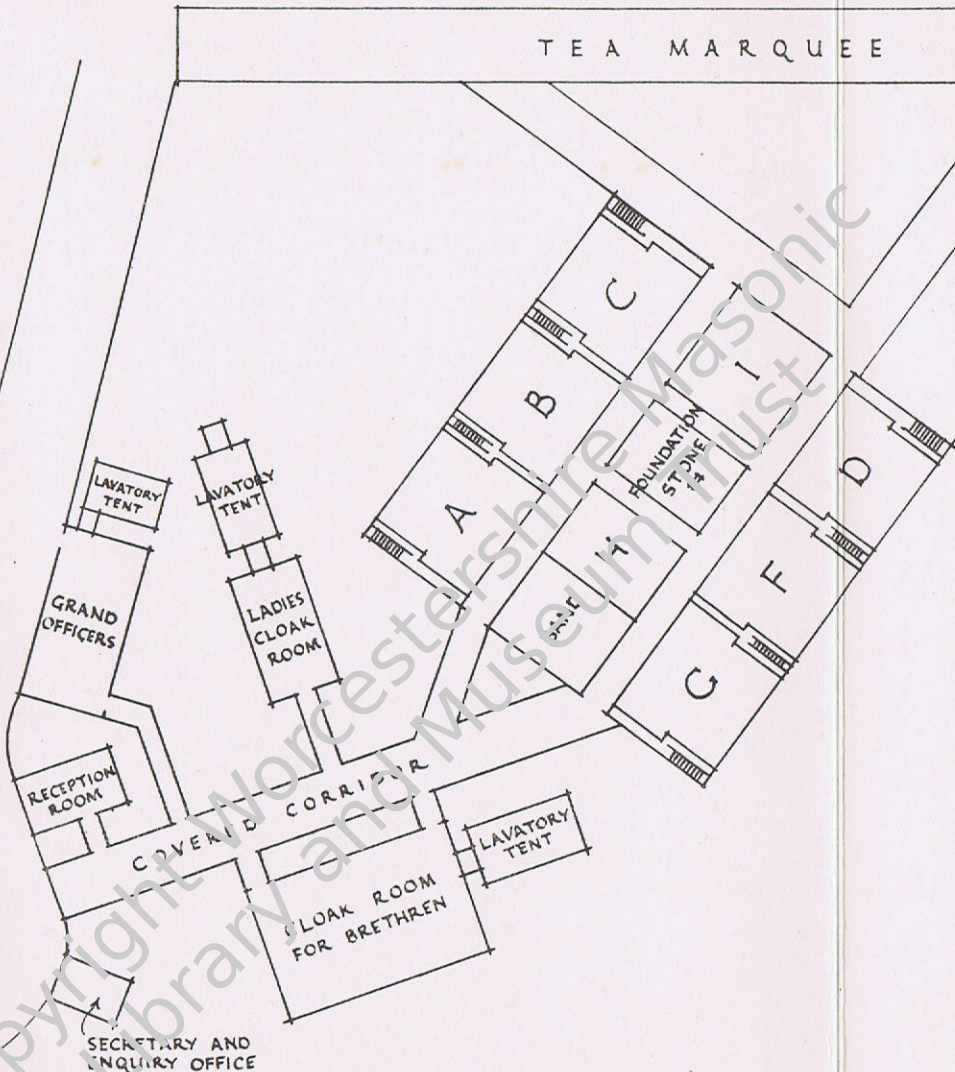 TEA MARQUEE
C
B
A
I
FOUNDATION
STONE
D
F
G
LAVATORY
TENT
LAVATORY
TENT
GRAND
OFFICERS
LADIES
CLOAK
ROOM
RECEPTION
ROOM
COVERED CORRIDOR
LAVATORY
TENT
CLOAK ROOM
FOR BRETHREN
SECRETARY AND
ENQUIRY OFFICE
Copyright Worcestershire Masonic
Library and Museum Trust